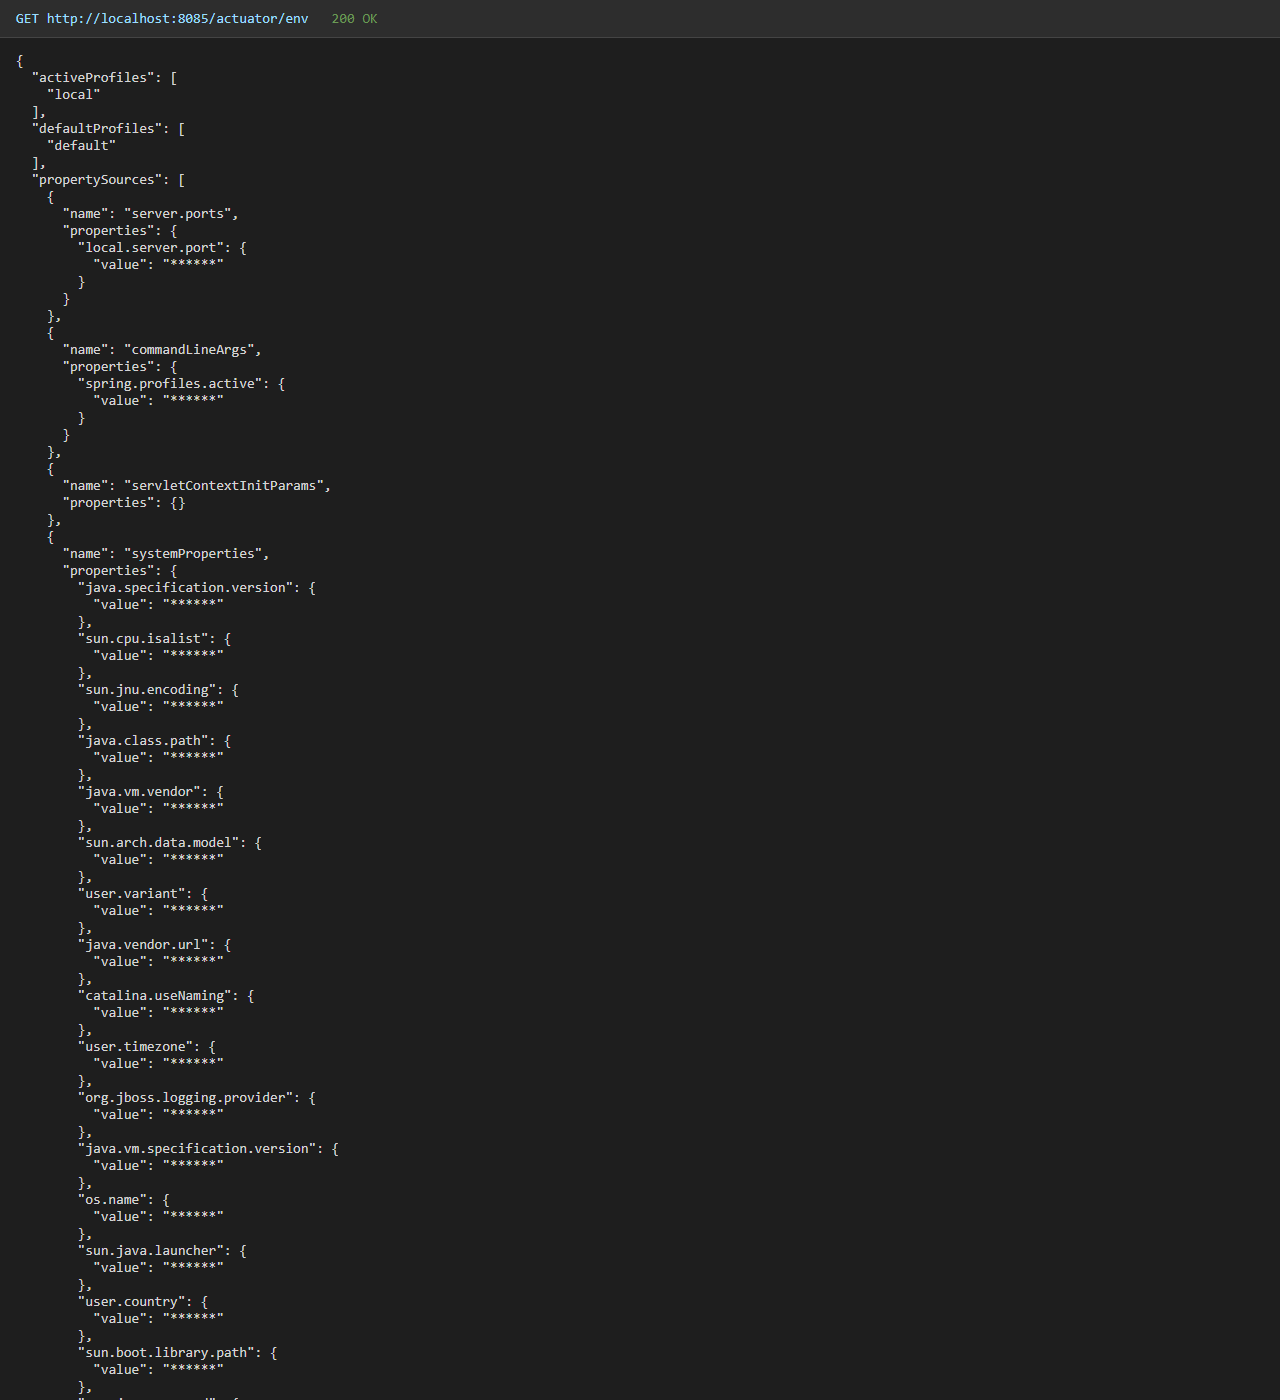 GET http://localhost:8085/actuator/env 200 OK
{
  "activeProfiles": [
    "local"
  ],
  "defaultProfiles": [
    "default"
  ],
  "propertySources": [
    {
      "name": "server.ports",
      "properties": {
        "local.server.port": {
          "value": "******"
        }
      }
    },
    {
      "name": "commandLineArgs",
      "properties": {
        "spring.profiles.active": {
          "value": "******"
        }
      }
    },
    {
      "name": "servletContextInitParams",
      "properties": {}
    },
    {
      "name": "systemProperties",
      "properties": {
        "java.specification.version": {
          "value": "******"
        },
        "sun.cpu.isalist": {
          "value": "******"
        },
        "sun.jnu.encoding": {
          "value": "******"
        },
        "java.class.path": {
          "value": "******"
        },
        "java.vm.vendor": {
          "value": "******"
        },
        "sun.arch.data.model": {
          "value": "******"
        },
        "user.variant": {
          "value": "******"
        },
        "java.vendor.url": {
          "value": "******"
        },
        "catalina.useNaming": {
          "value": "******"
        },
        "user.timezone": {
          "value": "******"
        },
        "org.jboss.logging.provider": {
          "value": "******"
        },
        "java.vm.specification.version": {
          "value": "******"
        },
        "os.name": {
          "value": "******"
        },
        "sun.java.launcher": {
          "value": "******"
        },
        "user.country": {
          "value": "******"
        },
        "sun.boot.library.path": {
          "value": "******"
        },